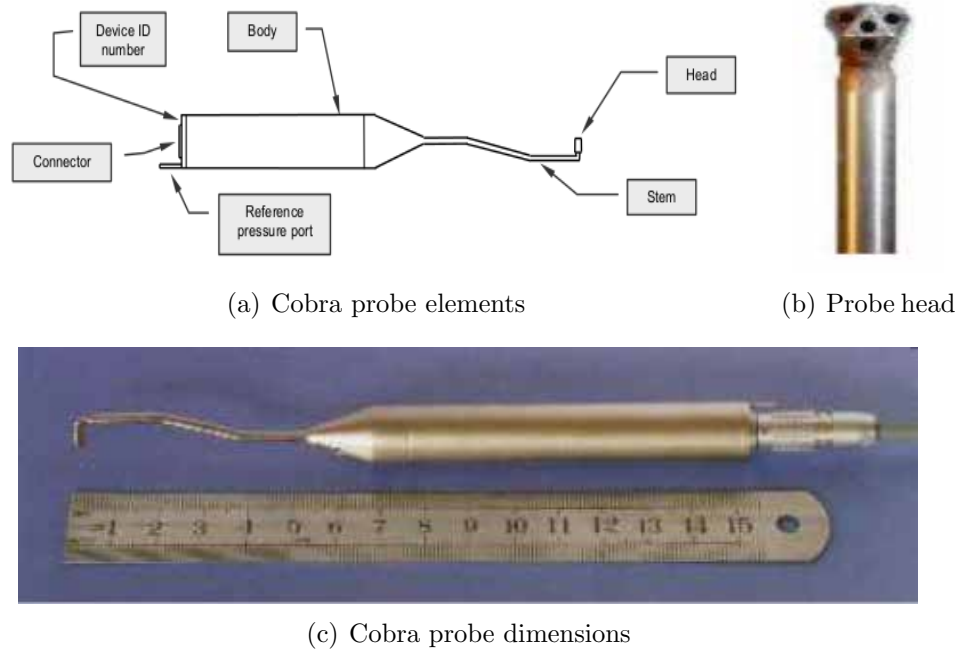 Device ID
number
Body
Head
Connector
Stem
Reference
pressure port
(a) Cobra probe elements
(b) Probe head
1 2 3 4 5 6 7 8 9 10 11 12 13 14 15
(c) Cobra probe dimensions